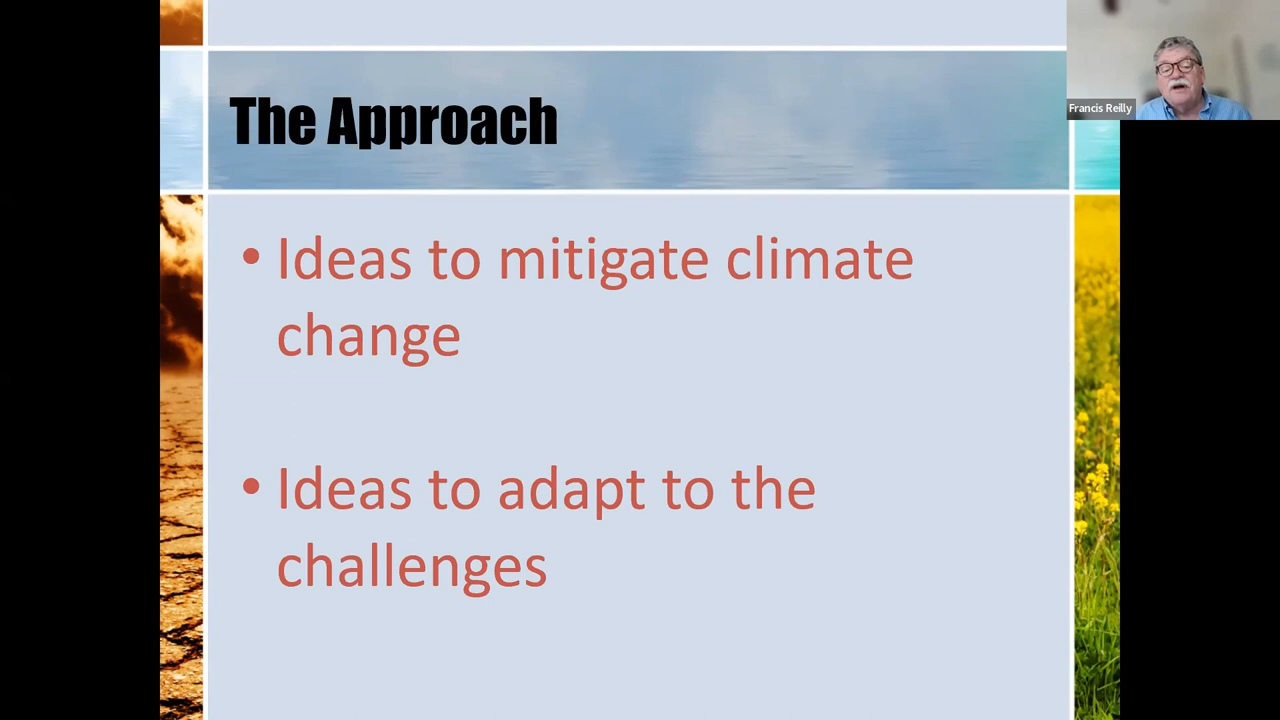 The Approach
Francis Reilly
• Ideas to mitigate climate
change
• Ideas to adapt to the
challenges